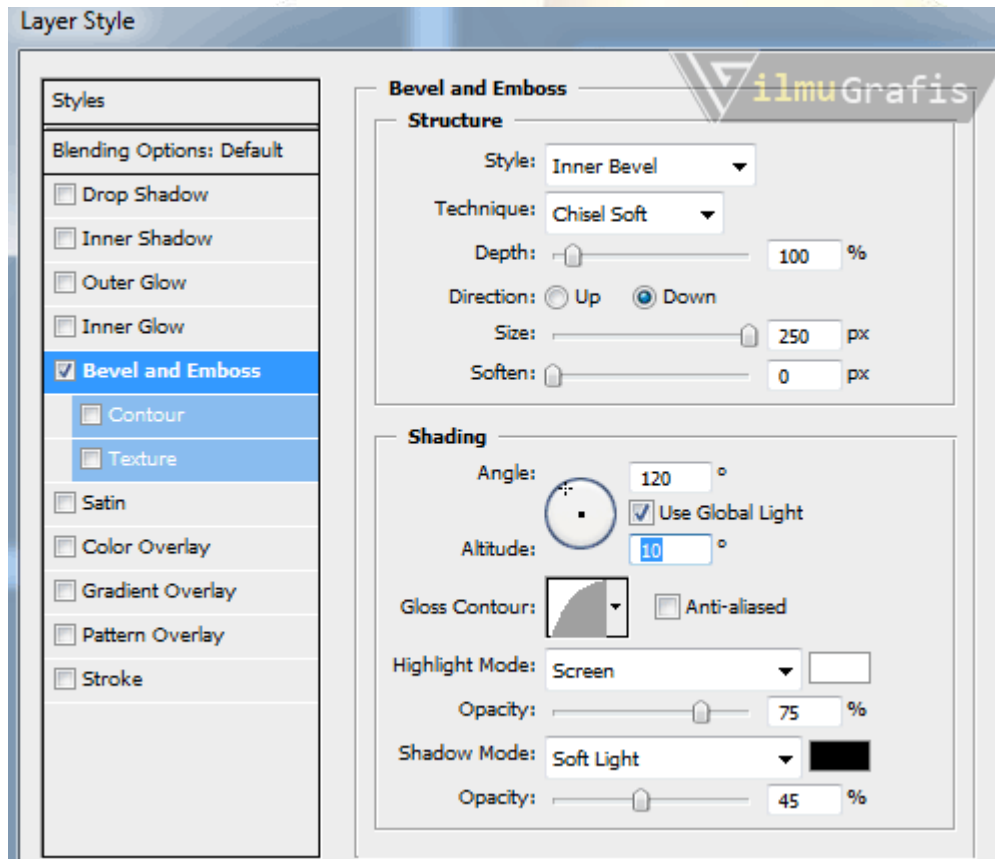 Layer Style
ilmuGrafis
Styles
Blending Options: Default
Drop Shadow
Inner Shadow
Outer Glow
Inner Glow
Bevel and Emboss
Contour
Texture
Satin
Color Overlay
Gradient Overlay
Pattern Overlay
Stroke
Bevel and Emboss
Structure
Style: Inner Bevel
Technique: Chisel Soft
Depth: 100 %
Direction: Up Down
Size: 250 px
Soften: 0 px
Shading
Angle: 120 °
Use Global Light
Altitude: 10 °
Gloss Contour: Anti-aliased
Highlight Mode: Screen
Opacity: 75 %
Shadow Mode: Soft Light
Opacity: 45 %